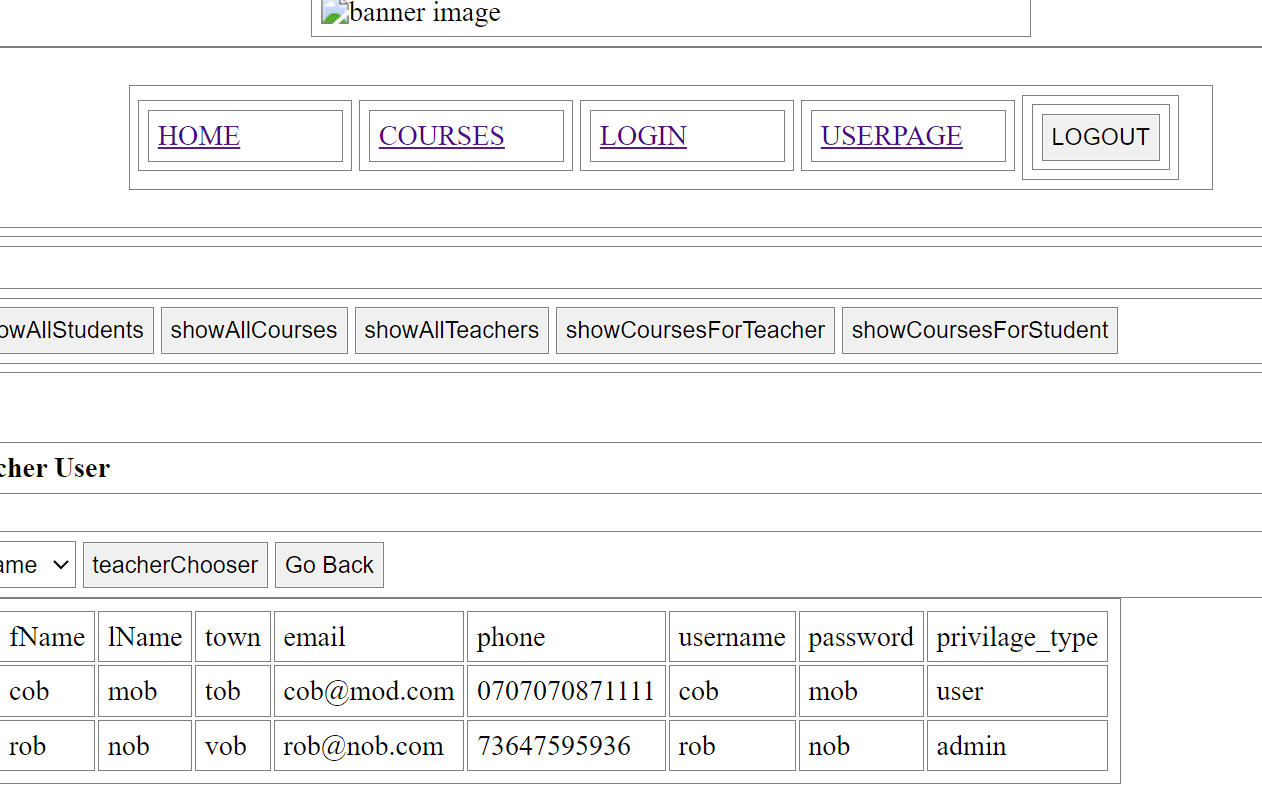 banner image
HOME COURSES LOGIN USERPAGE LOGOUT
owAllStudents showAllCourses showAllTeachers showCoursesForTeacher showCoursesForStudent
cher User
ame teacherChooser Go Back
fName lName town email phone username password privilage_type
cob mob tob cob@mod.com 0707070871111 cob mob user
rob nob vob rob@nob.com 73647595936 rob nob admin